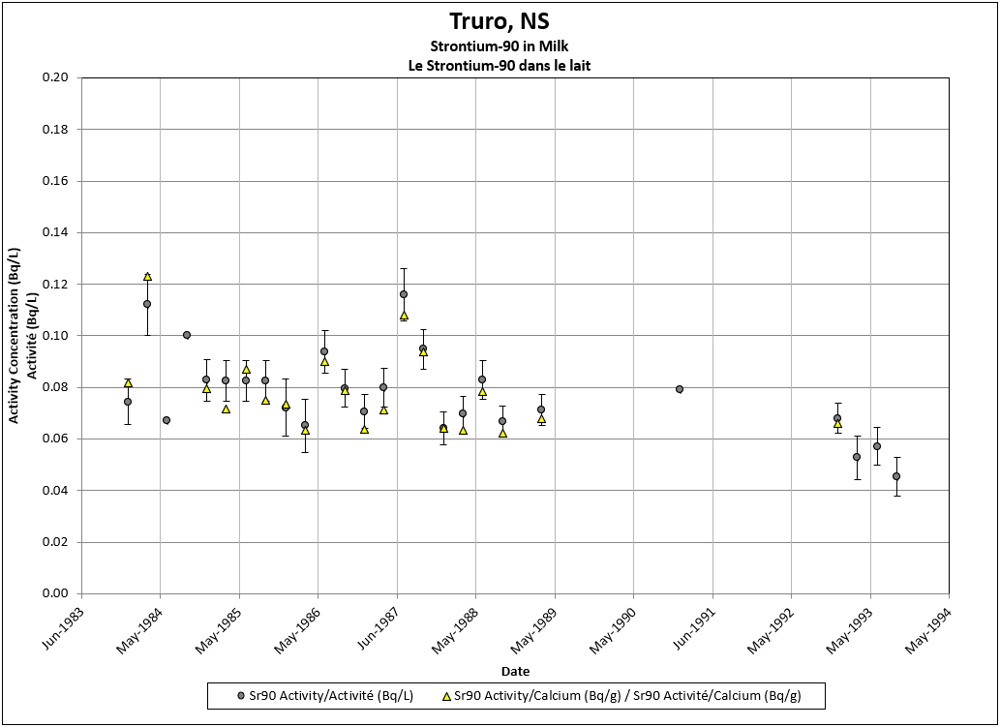 Truro, NS
Strontium-90 in Milk
Le Strontium-90 dans le lait
Activity Concentration (Bq/L)
Activité (Bq/L)
0.20
0.18
0.16
0.14
0.12
0.10
0.08
0.06
0.04
0.02
0.00
Jun-1983
May-1984
May-1985
May-1986
Jun-1987
May-1988
May-1989
May-1990
Jun-1991
May-1992
May-1993
May-1994
Date
Sr90 Activity/Activité (Bq/L)
Sr90 Activity/Calcium (Bq/g) / Sr90 Activité/Calcium (Bq/g)